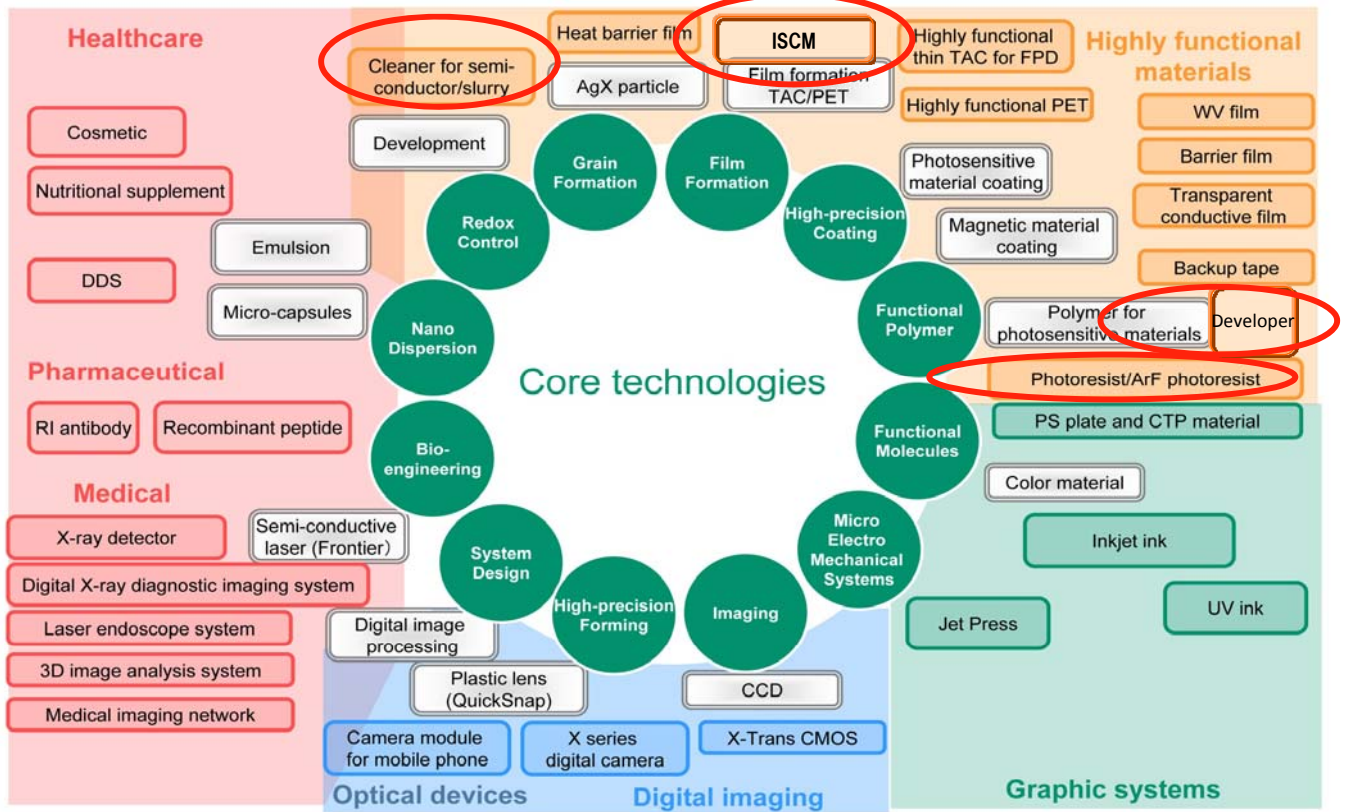 Healthcare
Cosmetic
Nutritional supplement
DDS
Emulsion
Micro-capsules
Pharmaceutical
RI antibody
Recombinant peptide
Medical
X-ray detector
Semi-conductive
laser (Frontier)
Digital X-ray diagnostic imaging system
Laser endoscope system
3D image analysis system
Medical imaging network
Cleaner for semi-
conductor/slurry
Development
Heat barrier film
AgX particle
ISCM
Film formation
TAC/PET
Highly functional
thin TAC for FPD
Highly functional PET
Highly functional
materials
WV film
Barrier film
Transparent
conductive film
Backup tape
Photosensitive
material coating
Magnetic material
coating
Polymer for
photosensitive materials
Developer
Photoresist/ArF photoresist
Core technologies
Grain
Formation
Film
Formation
High-precision
Coating
Functional
Polymer
Functional
Molecules
Micro
Electro
Mechanical
Systems
Imaging
High-precision
Forming
System
Design
Bio-
engineering
Nano
Dispersion
Redox
Control
PS plate and CTP material
Color material
Inkjet ink
UV ink
Jet Press
Graphic systems
Digital image
processing
Plastic lens
(QuickSnap)
CCD
Camera module
for mobile phone
X series
digital camera
X-Trans CMOS
Optical devices
Digital imaging